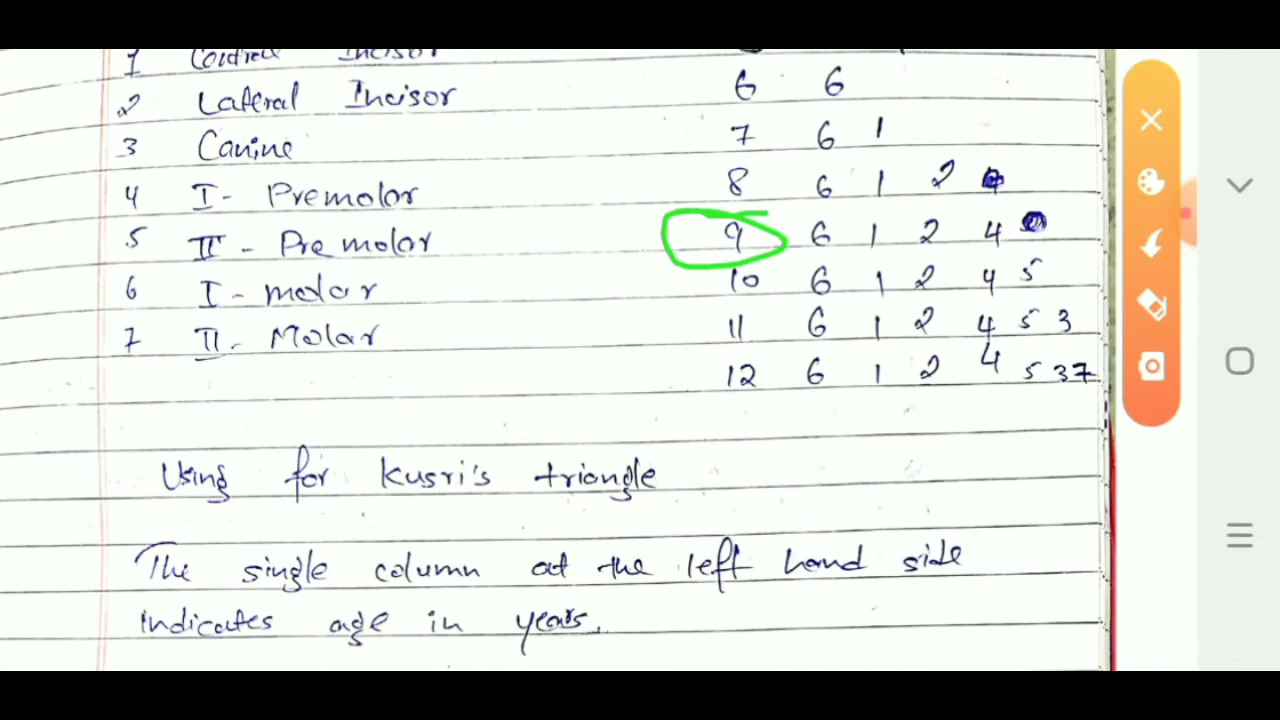 1 Central Incisor
2 Lateral Incisor 6 6
3 Canine 7 6 1
4 I- Premolar 8 6 1 2
5 II- Premolar 9 6 1 2 4
6 I- molar 10 6 1 2 4 5
7 II- Molar 11 6 1 2 4 5 3
12 6 1 2 4 5 3 7
Using for Kusri's triangle
The single column at the left hand side
indicates age in years.